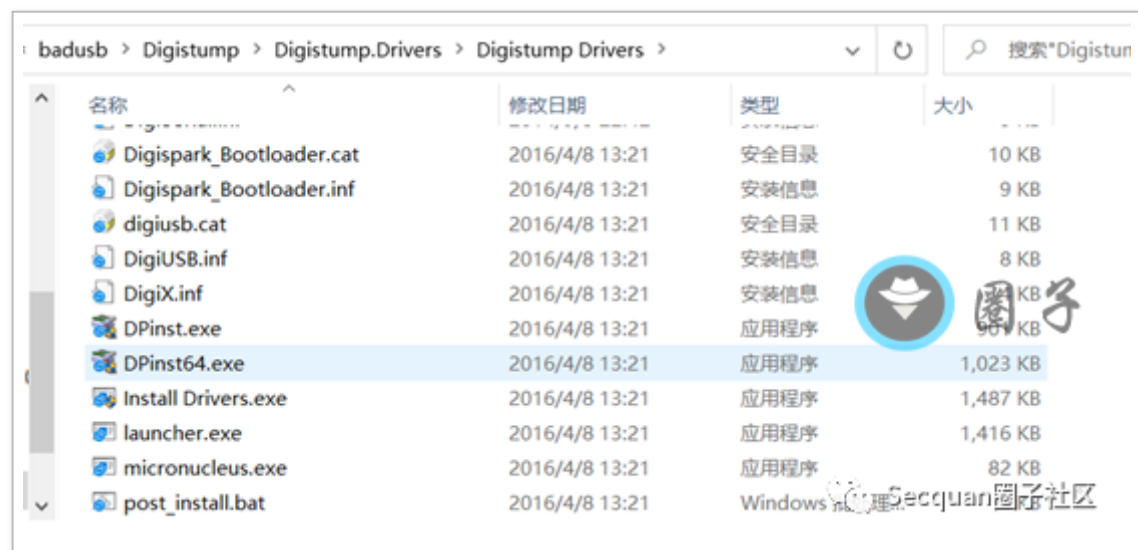 badusb > Digistump > Digistump.Drivers > Digistump Drivers >
搜索"Digistum
名称 修改日期 类型 大小
Digispark_Bootloader.cat 2016/4/8 13:21 安全目录 10 KB
Digispark_Bootloader.inf 2016/4/8 13:21 安装信息 9 KB
digiusb.cat 2016/4/8 13:21 安全目录 11 KB
DigiUSB.inf 2016/4/8 13:21 安装信息 8 KB
DigiX.inf 2016/4/8 13:21 安装信息 KB
圈子
DPinst.exe 2016/4/8 13:21 应用程序 901 KB
DPinst64.exe 2016/4/8 13:21 应用程序 1,023 KB
Install Drivers.exe 2016/4/8 13:21 应用程序 1,487 KB
launcher.exe 2016/4/8 13:21 应用程序 1,416 KB
micronucleus.exe 2016/4/8 13:21 应用程序 82 KB
post_install.bat 2016/4/8 13:21 Windows
Secquan圈子社区